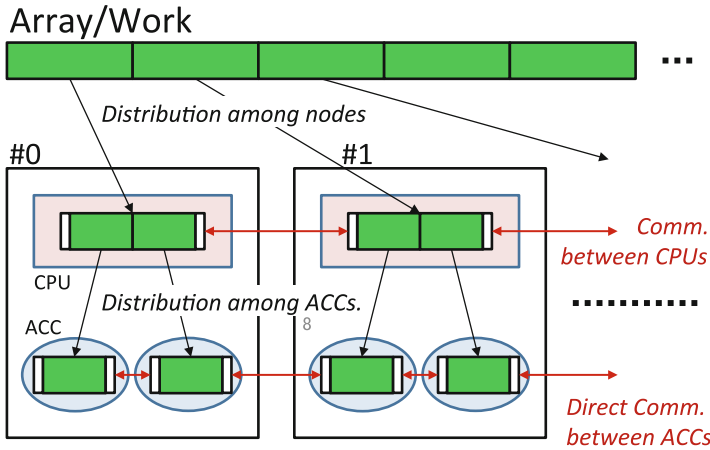 Array/Work
...
Distribution among nodes
#0
#1
Comm.
between CPUs
CPU
Distribution among ACCs.
ACC
8
Direct Comm.
between ACCs